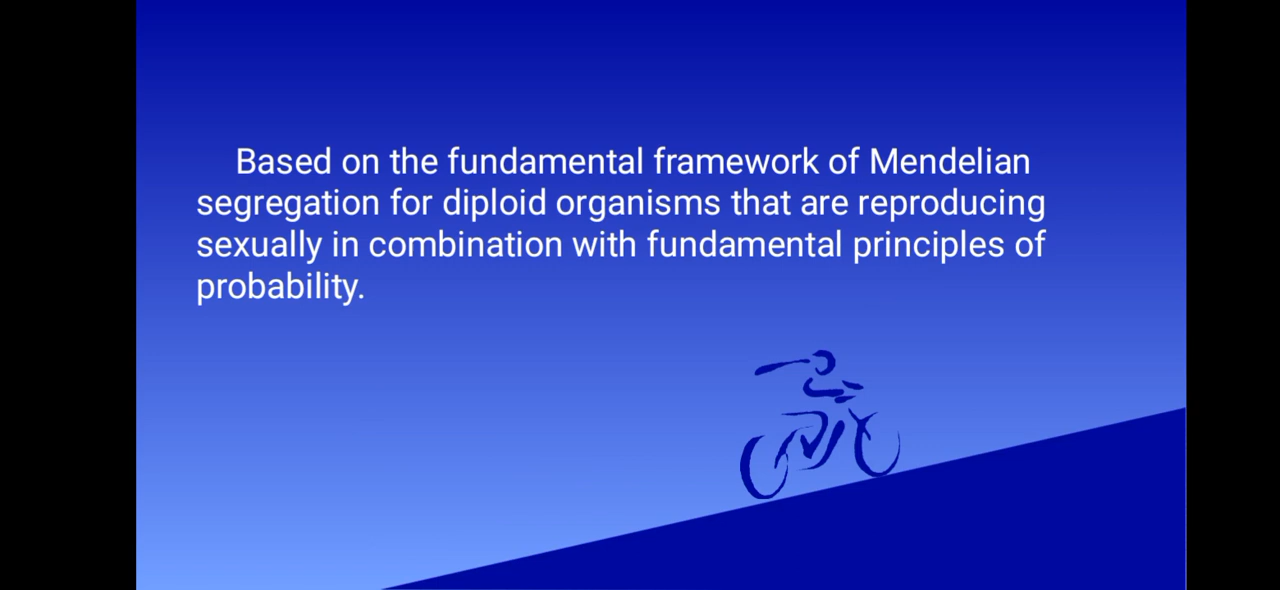 Based on the fundamental framework of Mendelian
segregation for diploid organisms that are reproducing
sexually in combination with fundamental principles of
probability.